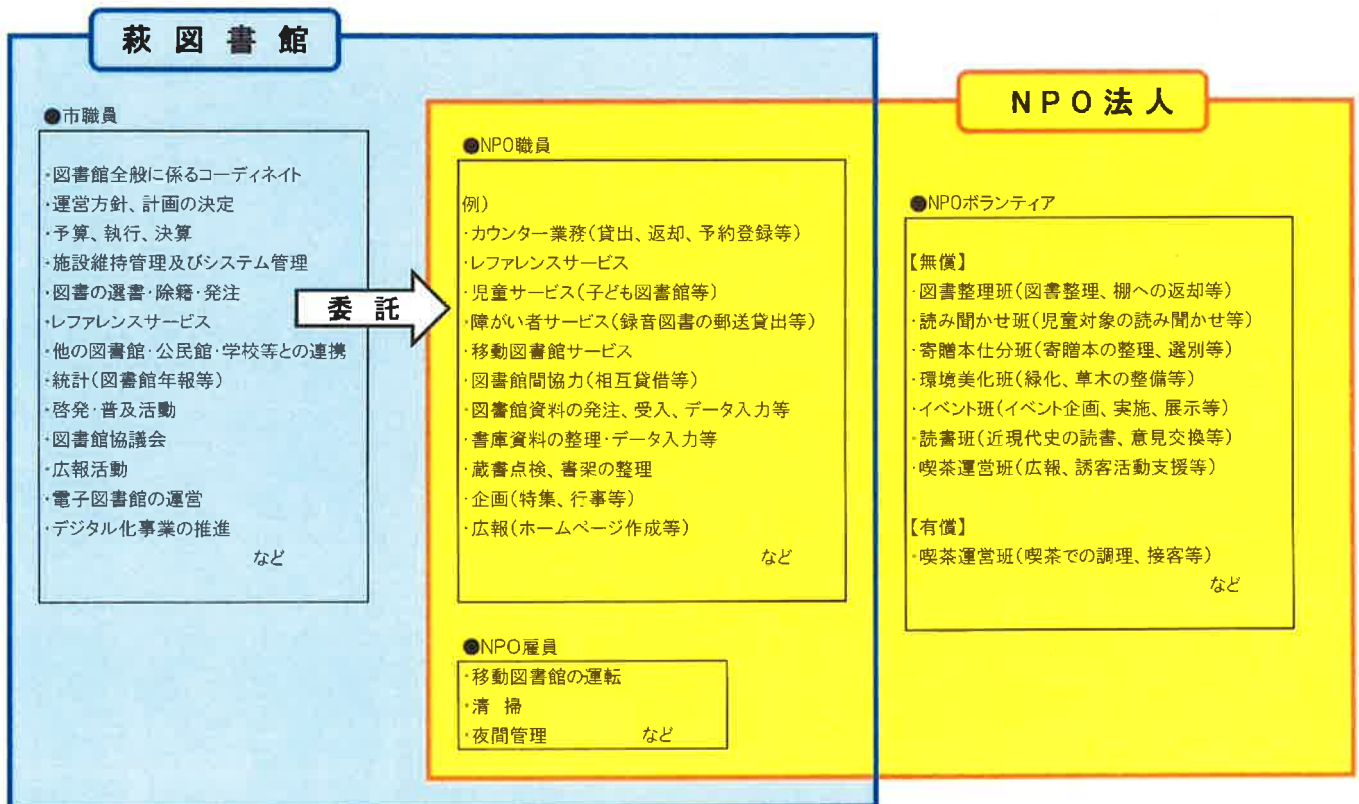 萩図書館
●市職員
・図書館全般に係るコーディネイト
・運営方針、計画の決定
・予算、執行、決算
・施設維持管理及びシステム管理
・図書の選書・除籍・発注
・レファレンスサービス
・他の図書館・公民館・学校等との連携
・統計(図書館年報等)
・啓発・普及活動
・図書館協議会
・広報活動
・電子図書館の運営
・デジタル化事業の推進
など
委託
NPO法人
●NPO職員
例)
・カウンター業務(貸出、返却、予約登録等)
・レファレンスサービス
・児童サービス(子ども図書館等)
・障がい者サービス(録音図書の郵送貸出等)
・移動図書館サービス
・図書館間協力(相互貸借等)
・図書館資料の発注、受入、データ入力等
・書庫資料の整理・データ入力等
・蔵書点検、書架の整理
・企画(特集、行事等)
・広報(ホームページ作成等)
など
●NPO雇員
・移動図書館の運転
・清 掃
・夜間管理 など
●NPOボランティア
【無償】
・図書整理班(図書整理、棚への返却等)
・読み聞かせ班(児童対象の読み聞かせ等)
・寄贈本仕分班(寄贈本の整理、選別等)
・環境美化班(緑化、草木の整備等)
・イベント班(イベント企画、実施、展示等)
・読書班(近現代史の読書、意見交換等)
・喫茶運営班(広報、誘客活動支援等)
【有償】
・喫茶運営班(喫茶での調理、接客等)
など